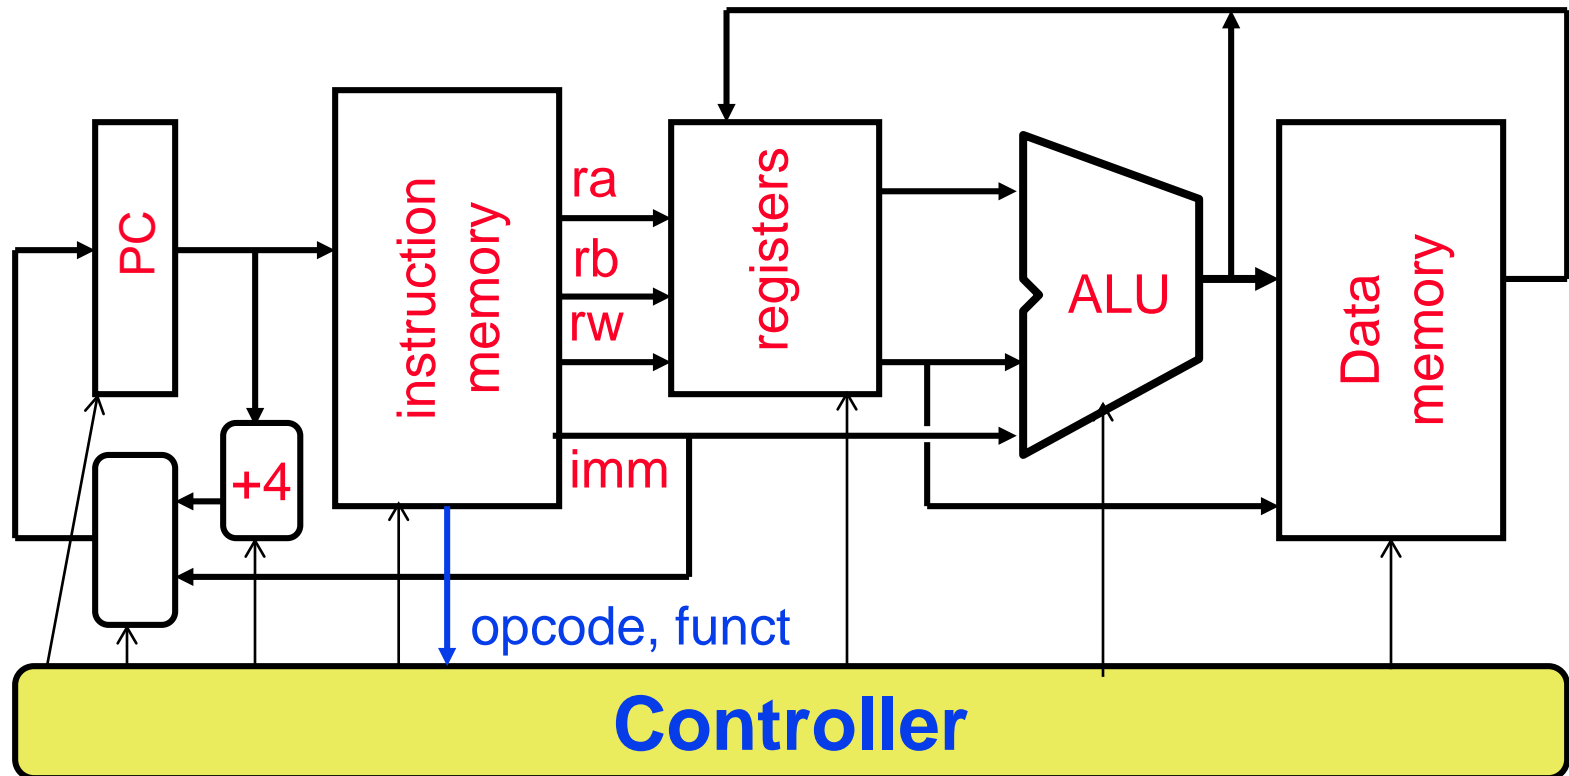 PC
+4
instruction
memory
ra
rb
rw
imm
registers
ALU
Data
memory
opcode, funct
Controller